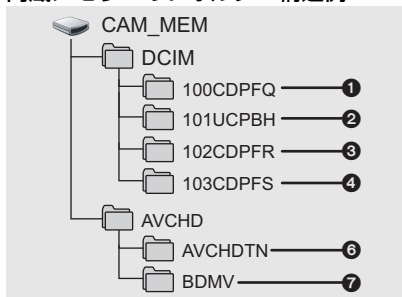 CAM_MEM
DCIM
100CDPFQ ❶
101UCPBH ❷
102CDPFR ❸
103CDPFS ❹
AVCHD
AVCHDTN ❻
BDMV ❼